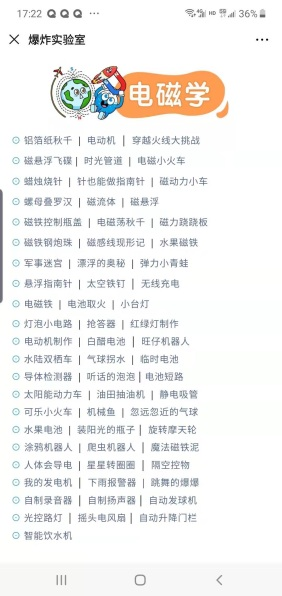 17:22 36%
爆炸实验室
电磁学
铝箔纸秋千 | 电动机 | 穿越火线大挑战
磁悬浮飞碟 | 时光管道 | 电磁小火车
蜡烛烧针 | 针也能做指南针 | 磁动力小车
螺母叠罗汉 | 磁流体 | 磁悬浮
磁铁控制瓶盖 | 电磁荡秋千 | 磁力跷跷板
磁铁钢炮珠 | 磁感线现形记 | 水果磁铁
军事迷宫 | 漂浮的奥秘 | 弹力小青蛙
悬浮指南针 | 太空铁钉 | 无线充电
电磁铁 | 电池取火 | 小台灯
灯泡小电路 | 抢答器 | 红绿灯制作
电动机制作 | 白醋电池 | 旺仔机器人
水陆双栖车 | 气球拐水 | 临时电池
导体检测器 | 听话的泡泡 | 电池短路
太阳能动力车 | 油田抽油机 | 静电吸管
可乐小火车 | 机械鱼 | 忽远忽近的气球
水果电池 | 装阳光的瓶子 | 旋转摩天轮
涂鸦机器人 | 爬虫机器人 | 魔法磁铁泥
人体会导电 | 星星转圈圈 | 隔空控物
我的发电机 | 下雨报警器 | 跳舞的爆爆
自制录音器 | 自制扬声器 | 自动发球机
光控路灯 | 摇头电风扇 | 自动升降门栏
智能饮水机